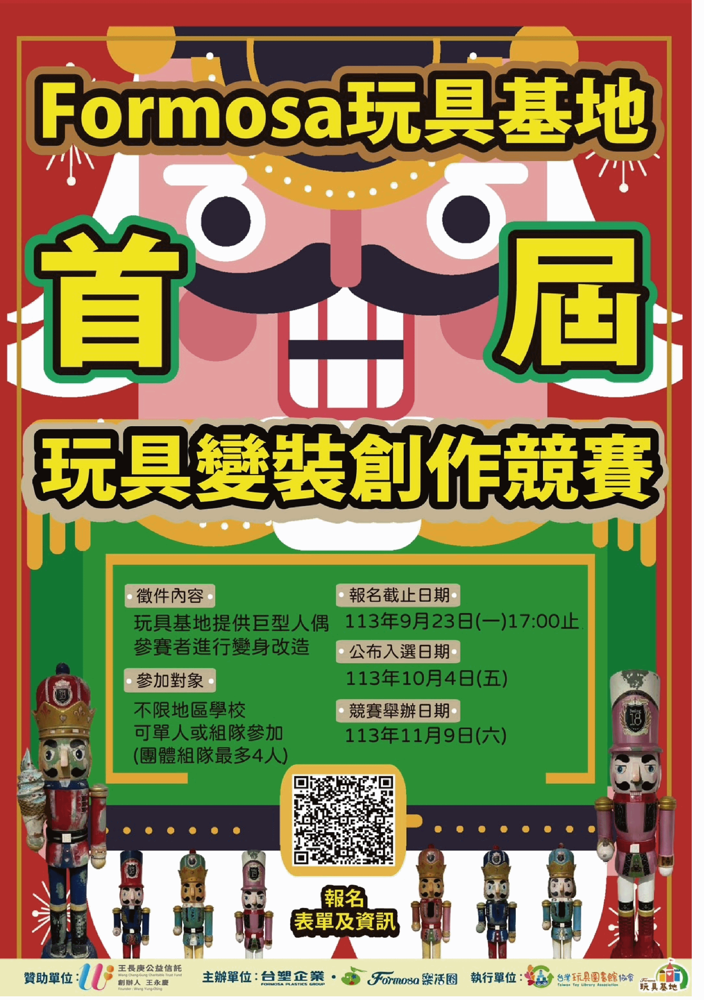 Formosa玩具基地
首屆
玩具變裝創作競賽
徵件內容
玩具基地提供巨型人偶
參賽者進行變身改造
參加對象
不限地區學校
可單人或組隊參加
(團體組隊最多4人)
報名截止日期
113年9月23日(一)17:00止.
公布入選日期
113年10月4日(五)
競賽舉辦日期
113年11月9日(六)
報名
表單及資訊
贊助單位:
王長庚公益信託
Wang Chang-Gung Charitable Trust Fund
創辦人 王永慶
Founder : Wang Yung-Ching
主辦單位:台塑企業·Formosa 樂活圈
FORMOSA PLASTICS GROUP
執行單位:台灣玩具圖書館協會
Taiwan Toy Library Association
Formosa
玩具基地